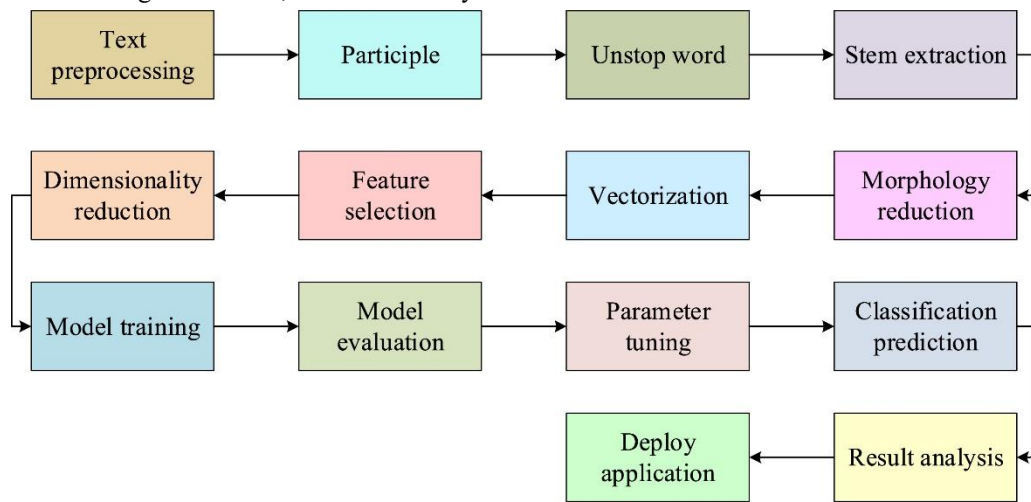 Text
preprocessing
Participle
Unstop word
Stem extraction
Dimensionality
reduction
Feature
selection
Vectorization
Morphology
reduction
Model training
Model
evaluation
Parameter
tuning
Classification
prediction
Deploy
application
Result analysis